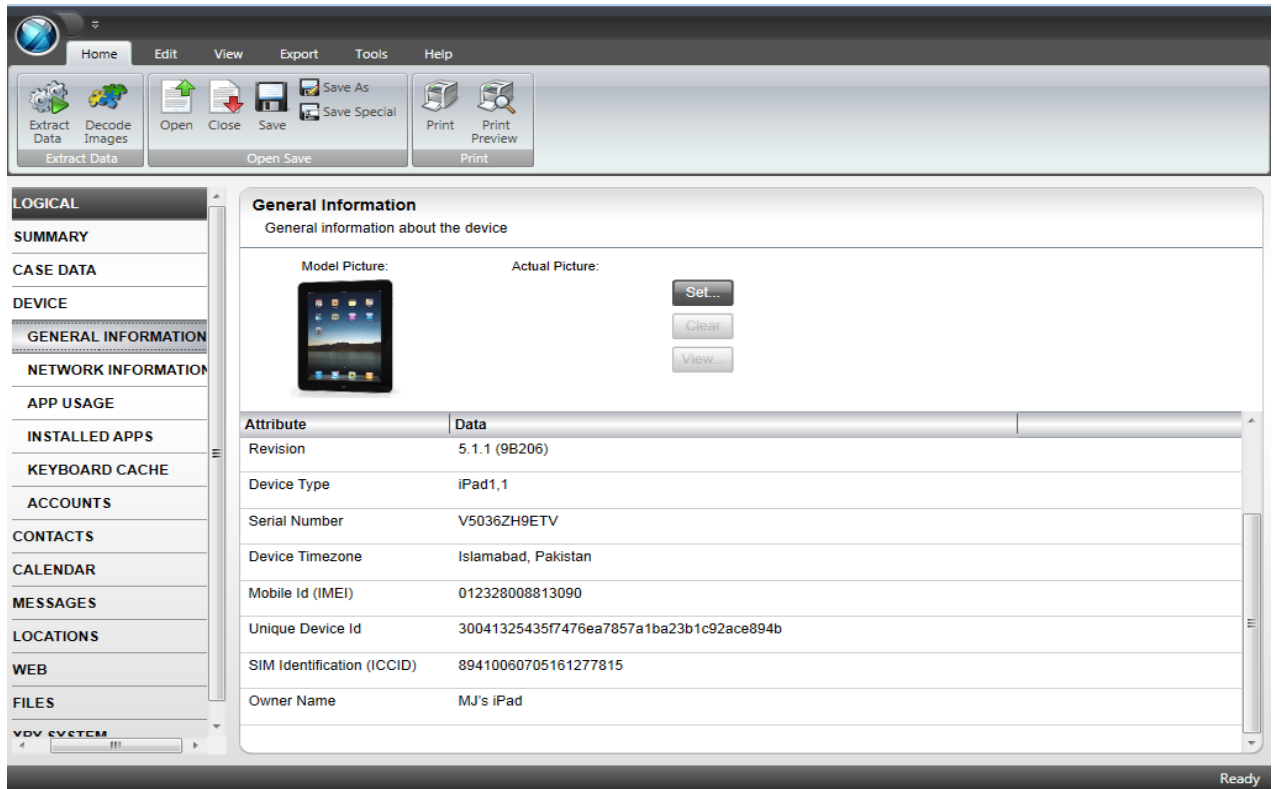 Home Edit View Export Tools Help
Extract Data
Decode Images
Extract Data
Open
Close
Save
Save As
Save Special
Open Save
Print
Print Preview
Print
LOGICAL
SUMMARY
CASE DATA
DEVICE
GENERAL INFORMATION
NETWORK INFORMATION
APP USAGE
INSTALLED APPS
KEYBOARD CACHE
ACCOUNTS
CONTACTS
CALENDAR
MESSAGES
LOCATIONS
WEB
FILES
XRY SYSTEM
General Information
General information about the device
Model Picture: Actual Picture:
Set...
Clear
View...
Attribute Data
Revision 5.1.1 (9B206)
Device Type iPad1,1
Serial Number V5036ZH9ETV
Device Timezone Islamabad, Pakistan
Mobile Id (IMEI) 012328008813090
Unique Device Id 30041325435f7476ea7857a1ba23b1c92ace894b
SIM Identification (ICCID) 89410060705161277815
Owner Name MJ's iPad
Ready